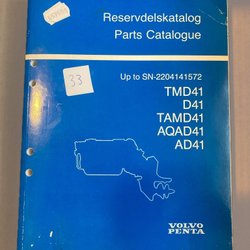 Reservdelskatalog
Parts Catalogue
Up to SN-2204141572
33
TMD41
D41
TAMD41
AQAD41
AD41
VOLVO
PENTA